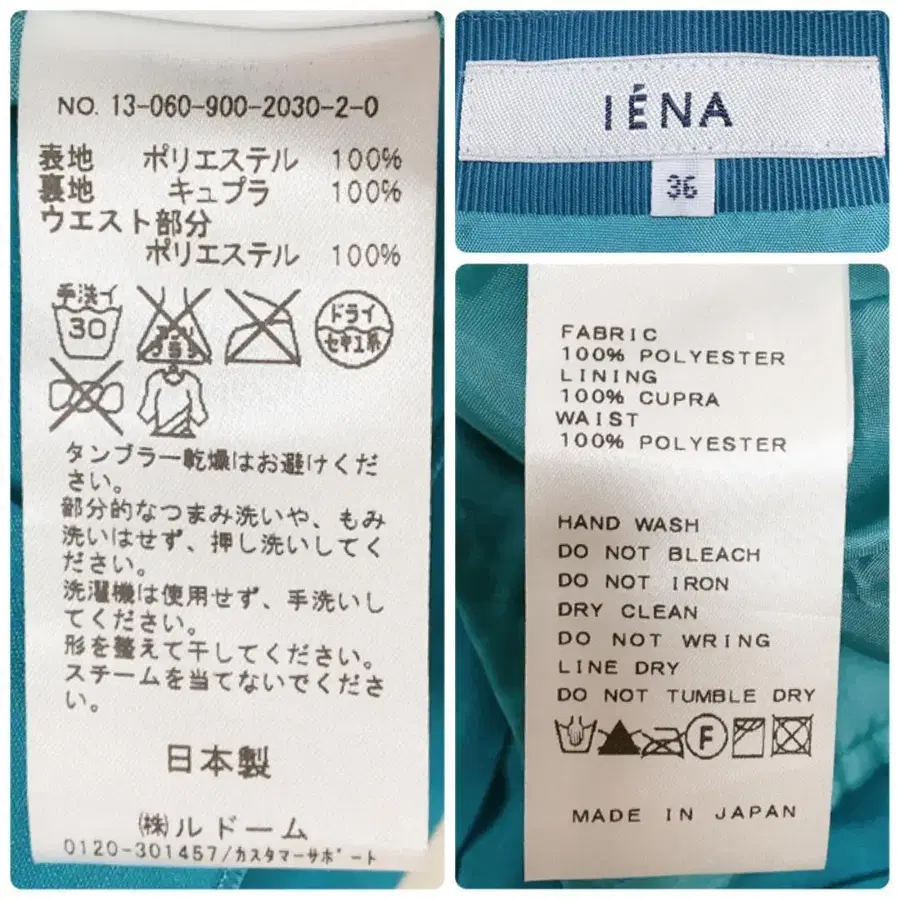 NO. 13-060-900-2030-2-0
表地 ポリエステル 100%
裏地 キュプラ 100%
ウエスト部分
ポリエステル 100%
手洗イ
30
エンソ
サラシ
ドライ
セキユ系
タンブラー乾燥はお避けくだ
さい。
部分的なつまみ洗いや、もみ
洗いはせず、押し洗いしてく
ださい。
洗濯機は使用せず、手洗いし
てください。
形を整えて干してください。
スチームを当てないでくださ
い。
日本製
㈱ルドーム
0120-301457/カスタマーサポート
IÉNA
36
FABRIC
100% POLYESTER
LINING
100% CUPRA
WAIST
100% POLYESTER
HAND WASH
DO NOT BLEACH
DO NOT IRON
DRY CLEAN
DO NOT WRING
LINE DRY
DO NOT TUMBLE DRY
F
MADE IN JAPAN